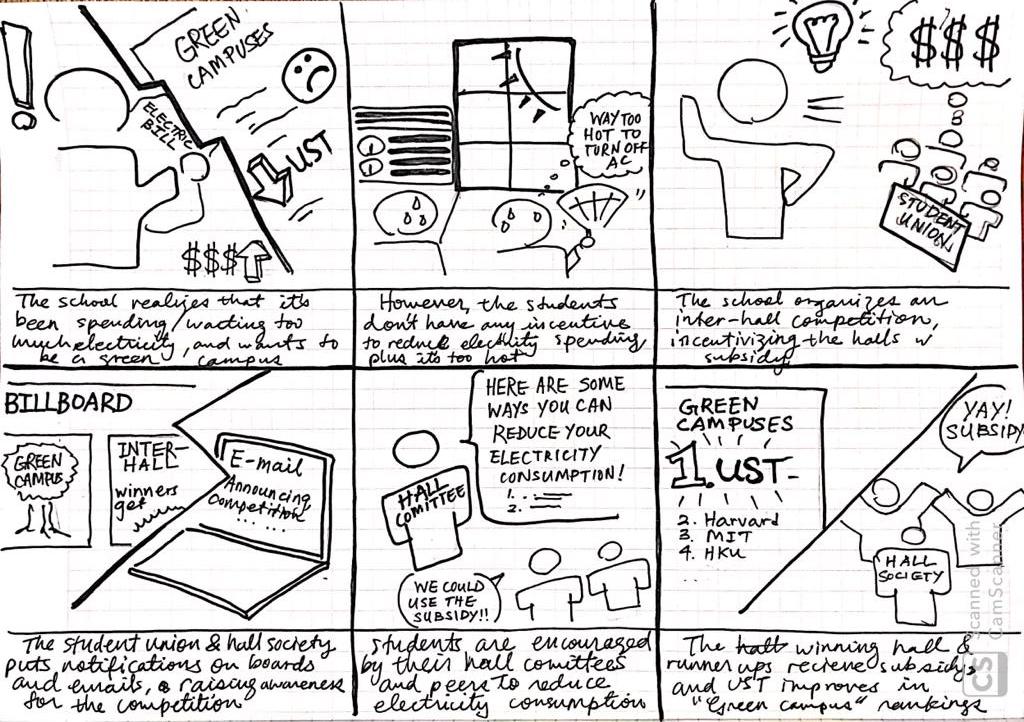 !
GREEN
CAMPUSES
ELECTRIC
BILL
UST
$$$
The school realizes that it's
been spending/wasting too
much electricity, and wants to
be a green campus
WAY TOO
HOT TO
TURN OFF
AC
However, the students
don't have any incentive
to reduce electricity spending
plus it's too hot
$$$
STUDENT
UNION
The school organizes an
inter-hall competition,
incentivizing the halls w
subsidy
BILLBOARD
GREEN
CAMPUS
INTER-
HALL
winners
get
E-mail
Announcing
Competition
......
The student union & hall society
puts notifications on boards
and emails, raising awareness
for the competition
HERE ARE SOME
WAYS YOU CAN
REDUCE YOUR
ELECTRICITY
CONSUMPTION!
1.
2.
HALL
COMITTEE
WE COULD
USE THE
SUBSIDY!!
students are encouraged
by their hall comittees
and peers to reduce
electricity consumption
GREEN
CAMPUSES
1. UST
2. Harvard
3. MIT
4. HKU
YAY!
SUBSIDY
HALL
SOCIETY
The winning hall &
runner ups recieve subsidys
and UST improves in
"Green campus" rankings
CS
Scanned with
CamScanner